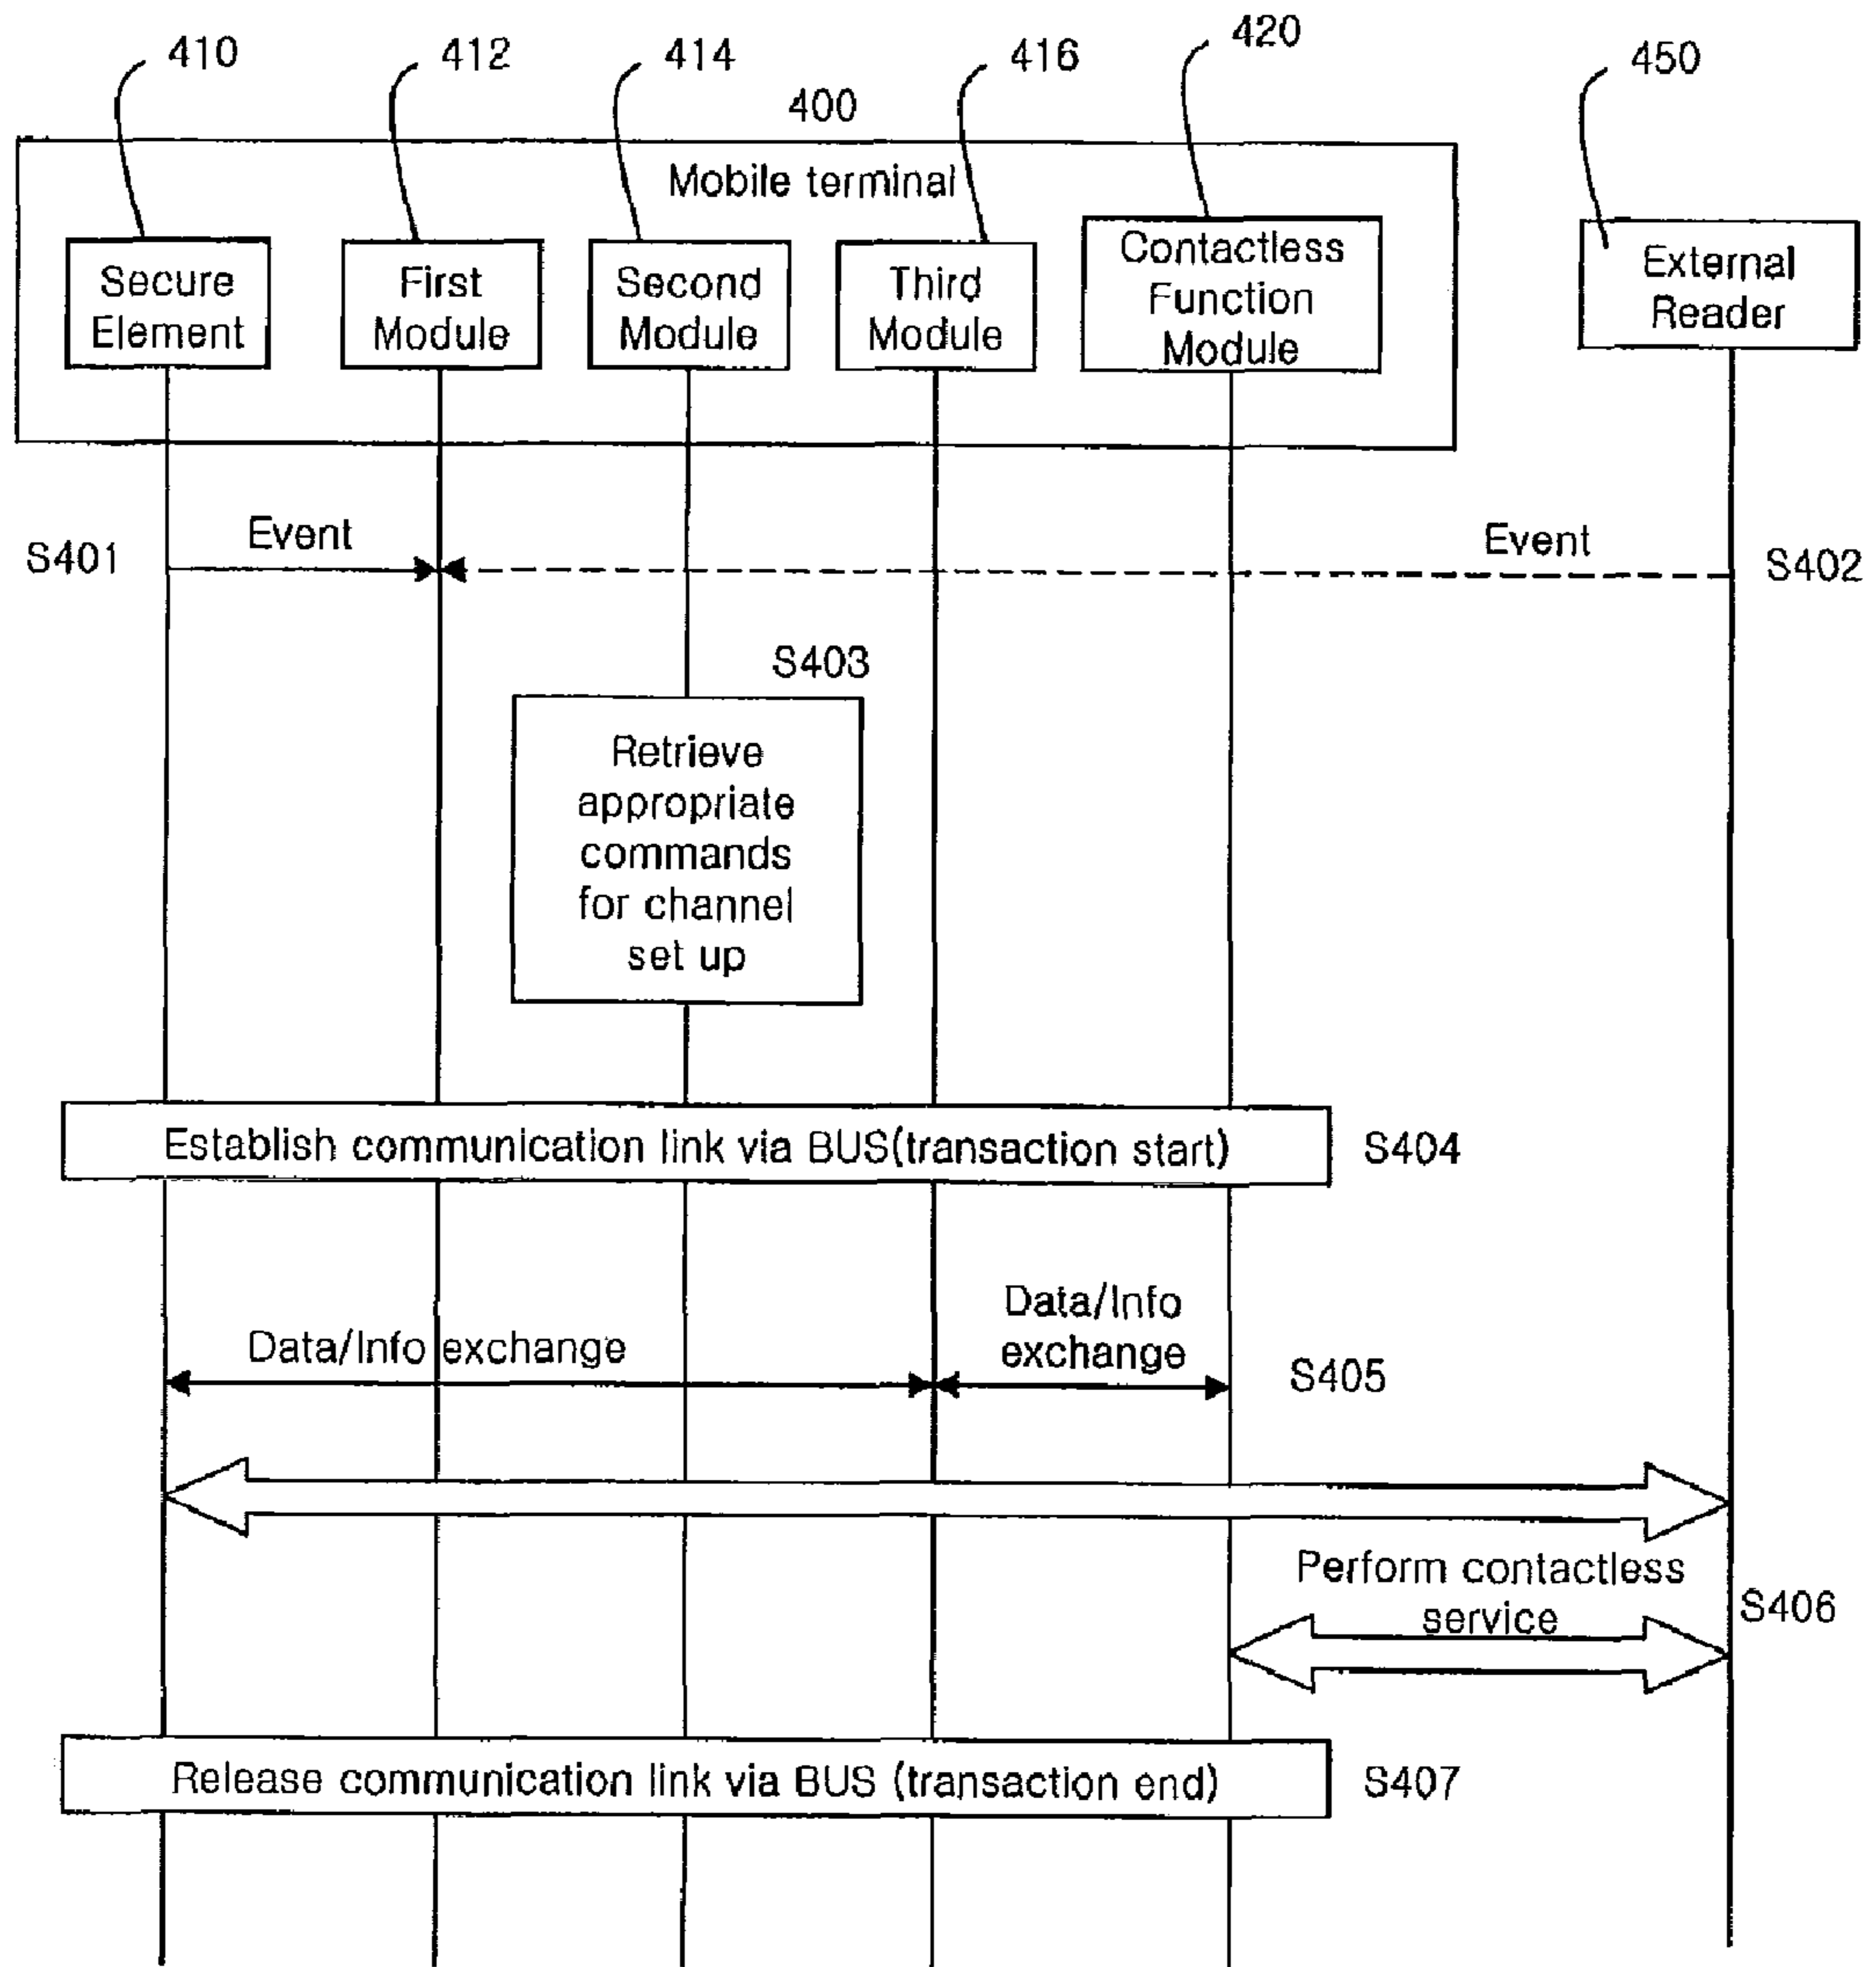 410
412
414
416
420
450
400
Mobile terminal
Secure
Element
First
Module
Second
Module
Third
Module
Contactless
Function
Module
External
Reader
S401
Event
Event
S402
S403
Retrieve
appropriate
commands
for channel
set up
Establish communication link via BUS(transaction start)
S404
Data/Info exchange
Data/Info
exchange
S405
Perform contactless
service
S406
Release communication link via BUS (transaction end)
S407